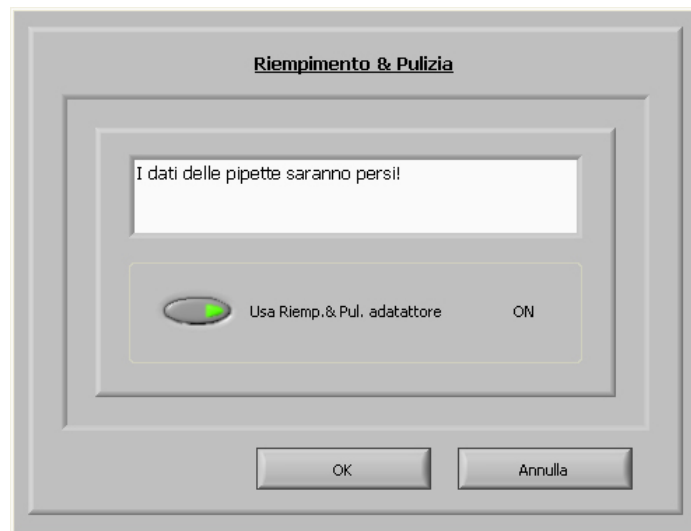 Riempimento & Pulizia
I dati delle pipette saranno persi!
Usa Riemp.& Pul. adatattore ON
OK Annulla